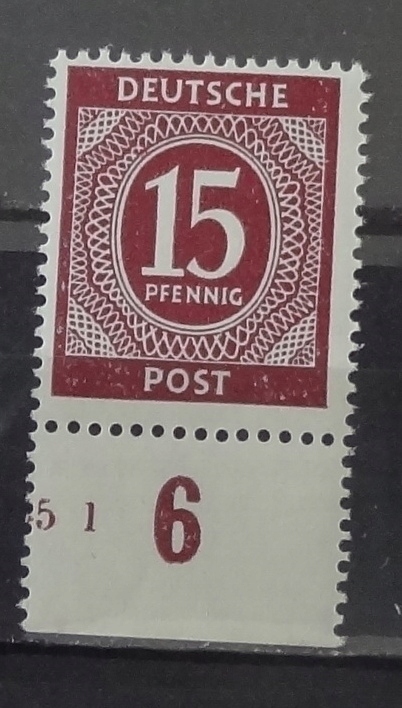 DEUTSCHE
15
PFENNIG
POST
5 1 6